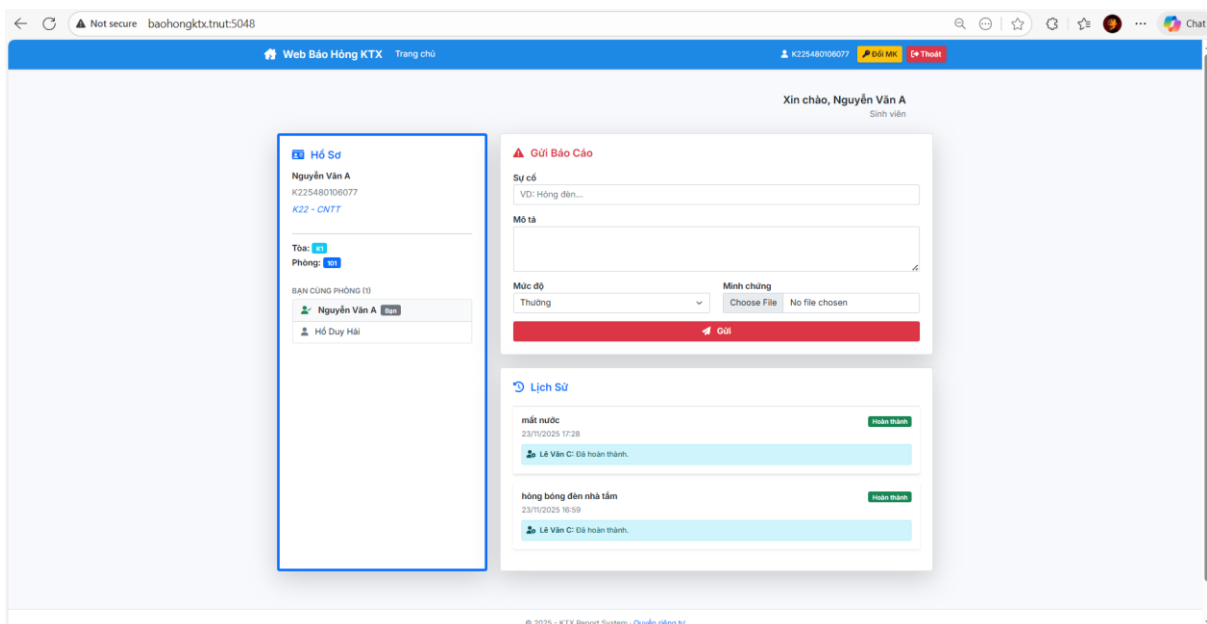 Not secure baohongktx.tnut:5048
Chat
Web Báo Hỏng KTX Trang chủ
K225480106077 Đổi MK Thoát
Xin chào, Nguyễn Văn A
Sinh viên
Hồ Sơ
Nguyễn Văn A
K225480106077
K22 - CNTT
Tòa: K1
Phòng: 101
BẠN CÙNG PHÒNG (1)
Nguyễn Văn A Bạn
Hồ Duy Hải
Gửi Báo Cáo
Sự cố
VD: Hỏng đèn...
Mô tả
Mức độ Minh chứng
Thường Choose File No file chosen
Gửi
Lịch Sử
mất nước Hoàn thành
23/11/2025 17:28
Lê Văn C: Đã hoàn thành.
hỏng bóng đèn nhà tắm Hoàn thành
23/11/2025 16:59
Lê Văn C: Đã hoàn thành.
© 2025 - KTX Report System - Quyền riêng tư